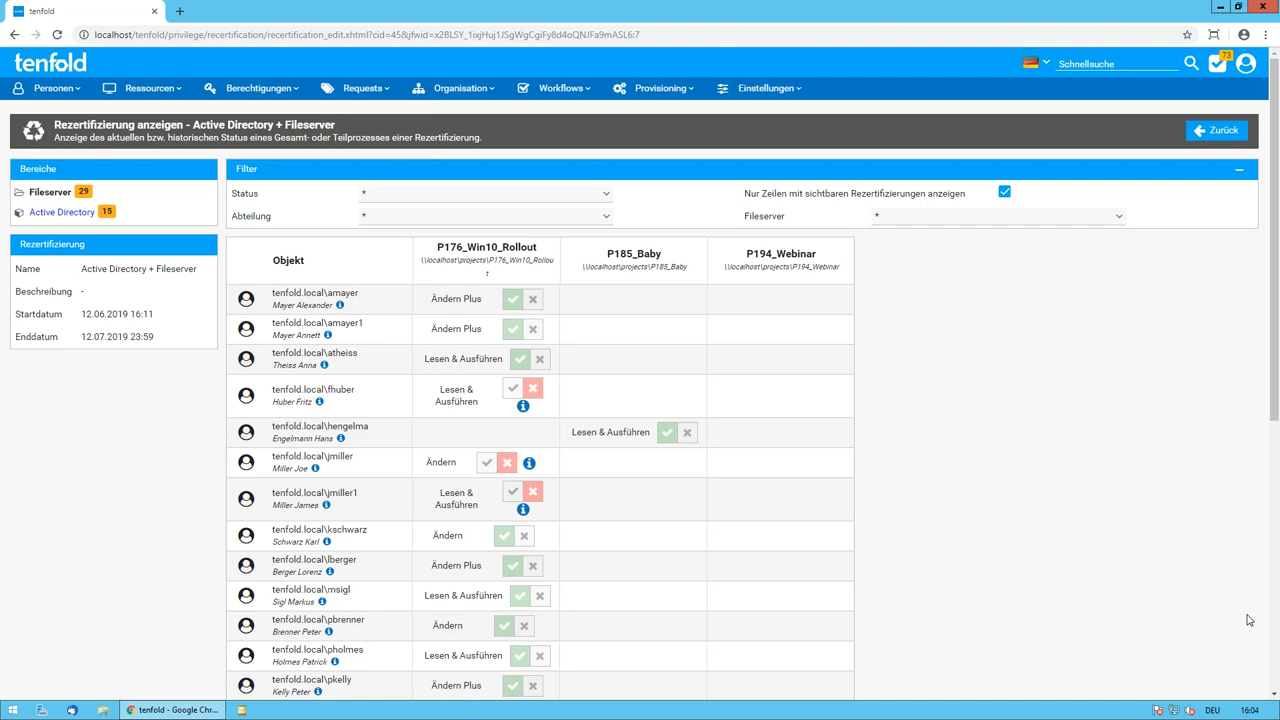 tenfold
localhost/tenfold/privilege/recertification/recertification_edit.xhtml?cid=45&jfwid=x2BLSY_1ixjHuj1JSgWgCgiFy8d4oQNJFa9mASL6:7
tenfold
Schnellsuche
73
Personen
Ressourcen
Berechtigungen
Requests
Organisation
Workflows
Provisioning
Einstellungen
Rezertifizierung anzeigen - Active Directory + Fileserver
Anzeige des aktuellen bzw. historischen Status eines Gesamt- oder Teilprozesses einer Rezertifizierung.
Zurück
Bereiche
Fileserver 29
Active Directory 15
Rezertifizierung
Name Active Directory + Fileserver
Beschreibung -
Startdatum 12.06.2019 16:11
Enddatum 12.07.2019 23:59
Filter
Status *
Nur Zeilen mit sichtbaren Rezertifizierungen anzeigen
Abteilung *
Fileserver *
Objekt
P176_Win10_Rollout
\\localhost\projects\P176_Win10_Rollou
t
P185_Baby
\\localhost\projects\P185_Baby
P194_Webinar
\\localhost\projects\P194_Webinar
tenfold.local\amayer
Mayer Alexander
Ändern Plus
tenfold.local\amayer1
Mayer Annett
Ändern Plus
tenfold.local\atheiss
Theiss Anna
Lesen & Ausführen
tenfold.local\fhuber
Huber Fritz
Lesen &
Ausführen
tenfold.local\hengelma
Engelmann Hans
Lesen & Ausführen
tenfold.local\jmiller
Miller Joe
Ändern
tenfold.local\jmiller1
Miller James
Lesen &
Ausführen
tenfold.local\kschwarz
Schwarz Karl
Ändern
tenfold.local\lberger
Berger Lorenz
Ändern Plus
tenfold.local\msigl
Sigl Markus
Lesen & Ausführen
tenfold.local\pbrenner
Brenner Peter
Ändern
tenfold.local\pholmes
Holmes Patrick
Lesen & Ausführen
tenfold.local\pkelly
Kelly Peter
Ändern Plus
tenfold - Google Chr...
DEU
16:04